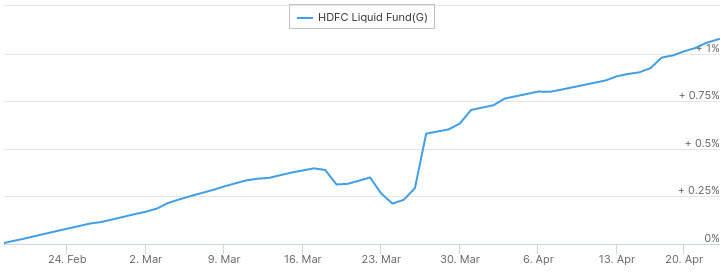 HDFC Liquid Fund(G)
+ 1%
+ 0.75%
+ 0.5%
+ 0.25%
0%
24. Feb 2. Mar 9. Mar 16. Mar 23. Mar 30. Mar 6. Apr 13. Apr 20. Apr